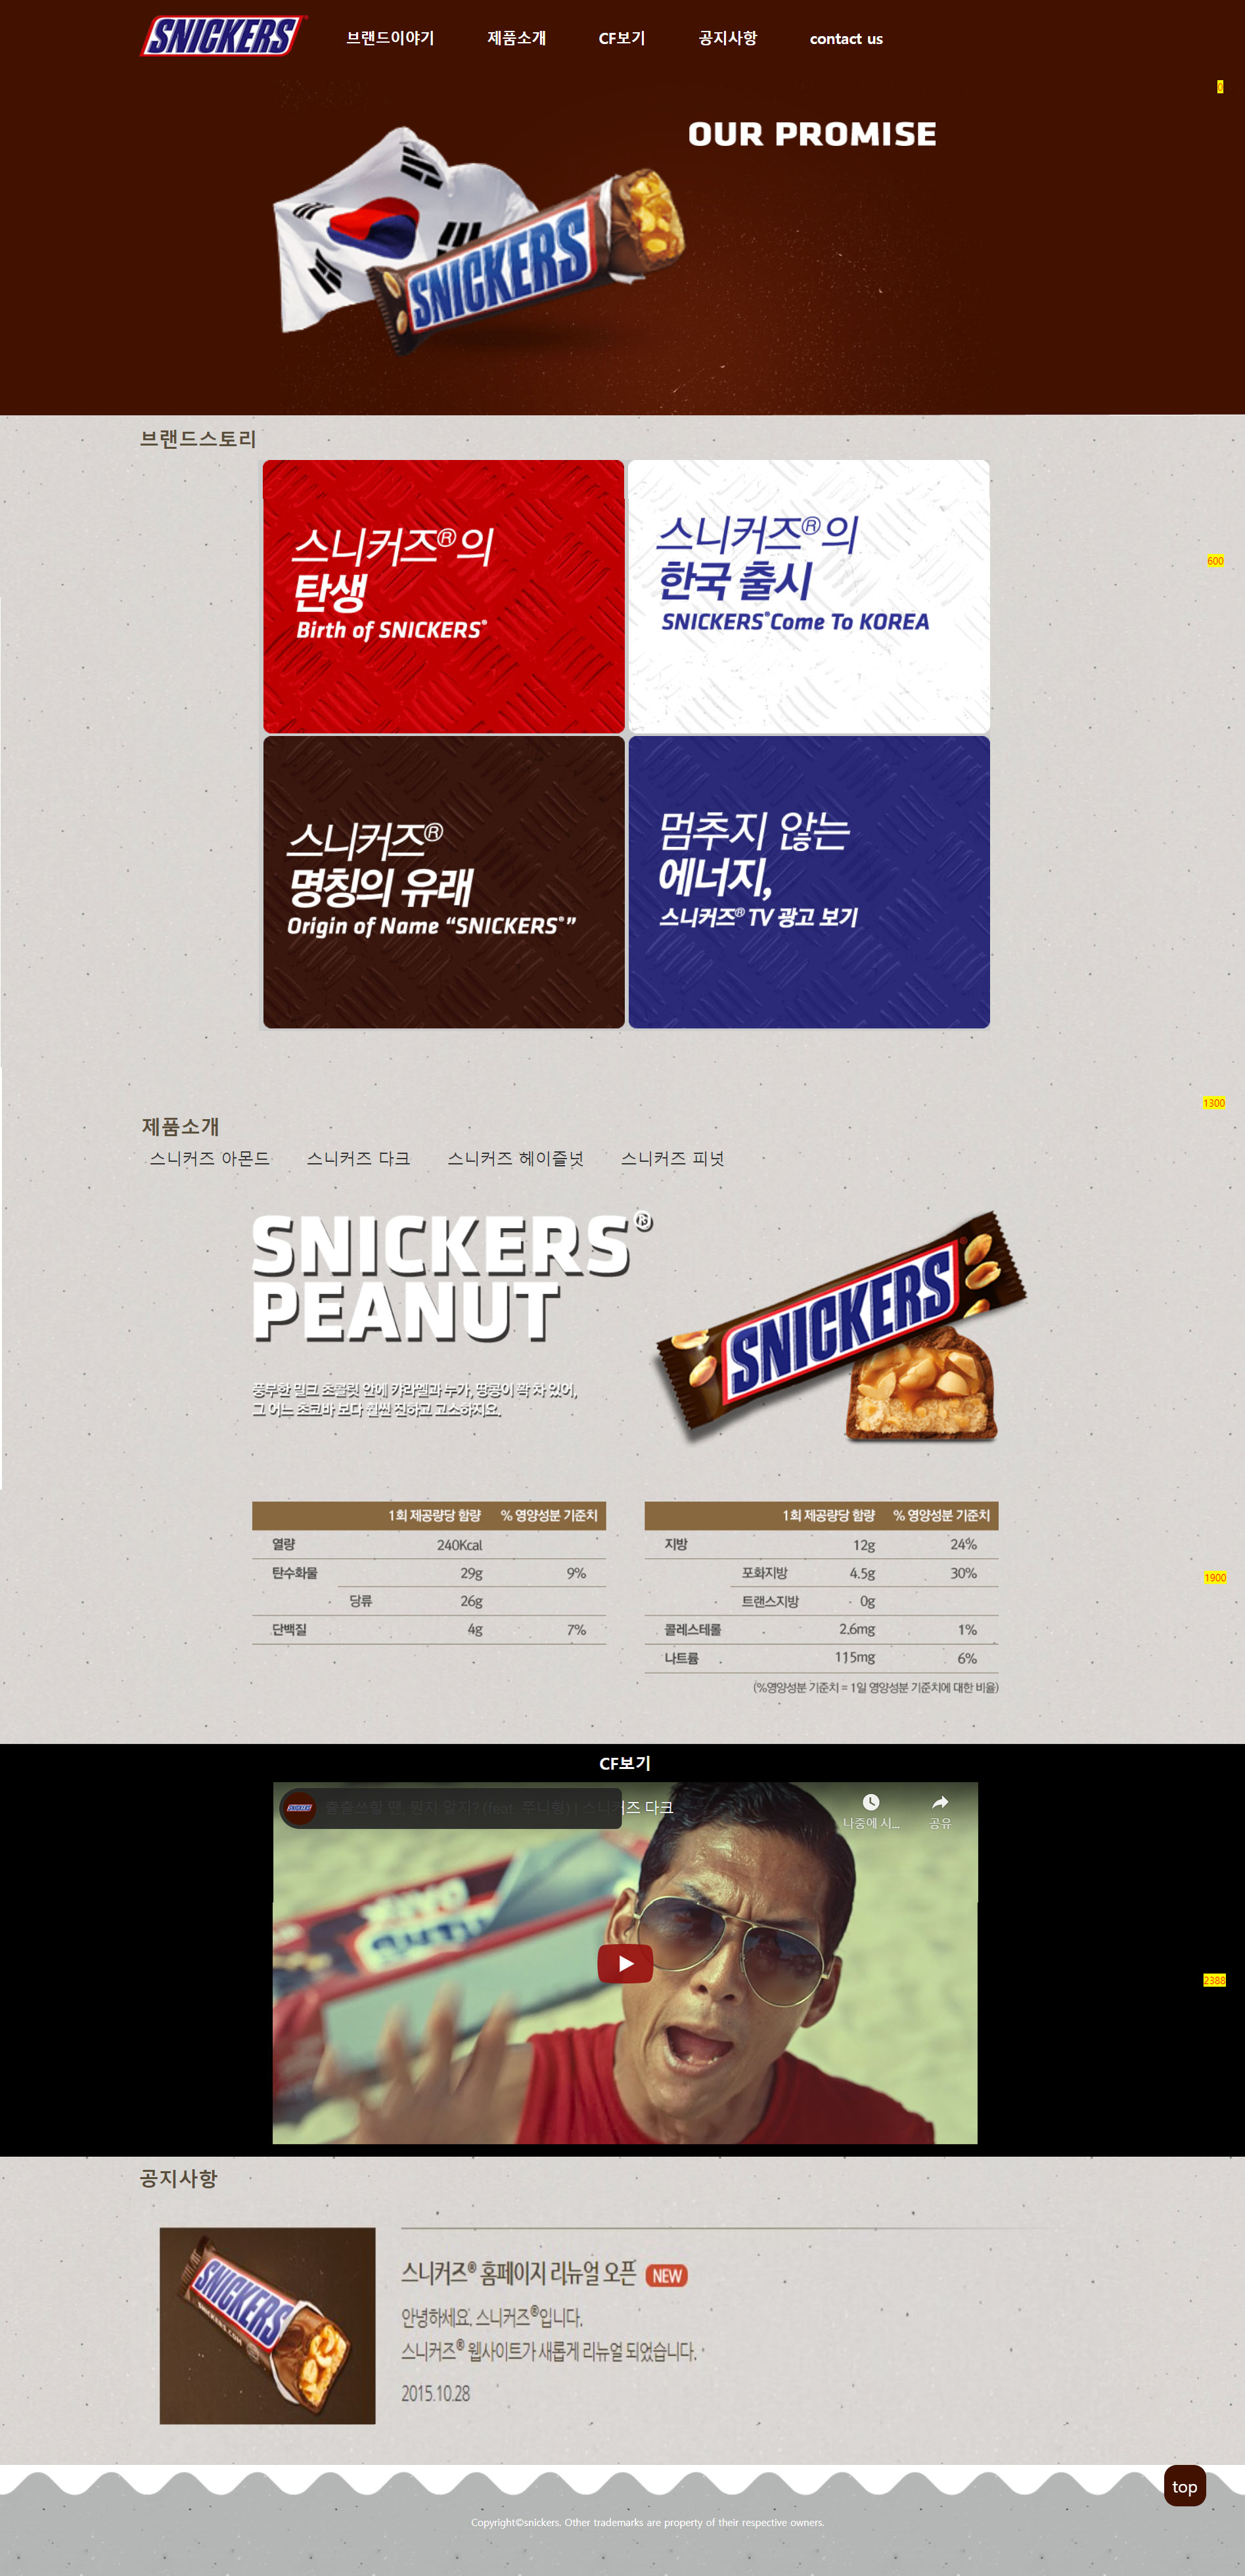 SNICKERS
브랜드이야기 제품소개 CF보기 공지사항 contact us
0
OUR PROMISE
SNICKERS
브랜드스토리
스니커즈®의
탄생
Birth of SNICKERS®
스니커즈®의
한국 출시
SNICKERS®Come To KOREA
600
스니커즈®
명칭의 유래
Origin of Name “SNICKERS®”
멈추지 않는
에너지,
스니커즈® TV 광고 보기
1300
제품소개
스니커즈 아몬드 스니커즈 다크 스니커즈 헤이즐넛 스니커즈 피넛
SNICKERS®
PEANUT
풍부한 밀크 초콜릿 안에 캬라멜과 누가, 땅콩이 꽉 차 있어,
그 어느 초코바 보다 훨씬 진하고 고소하지요.
SNICKERS®
1회 제공량당 함량 % 영양성분 기준치
열량 240Kcal
탄수화물 29g 9%
당류 26g
단백질 4g 7%
1회 제공량당 함량 % 영양성분 기준치
지방 12g 24%
포화지방 4.5g 30%
트랜스지방 0g
콜레스테롤 2.6mg 1%
나트륨 115mg 6%
(%영양성분 기준치 = 1일 영양성분 기준치에 대한 비율)
1900
CF보기
출출스할 땐, 뭔지 알지? (feat. 푸니형) | 스니커즈 다크
나중에 시... 공유
2388
공지사항
SNICKERS
스니커즈® 홈페이지 리뉴얼 오픈 NEW
안녕하세요. 스니커즈®입니다.
스니커즈® 웹사이트가 새롭게 리뉴얼 되었습니다.
2015.10.28
top
Copyright©snickers. Other trademarks are property of their respective owners.